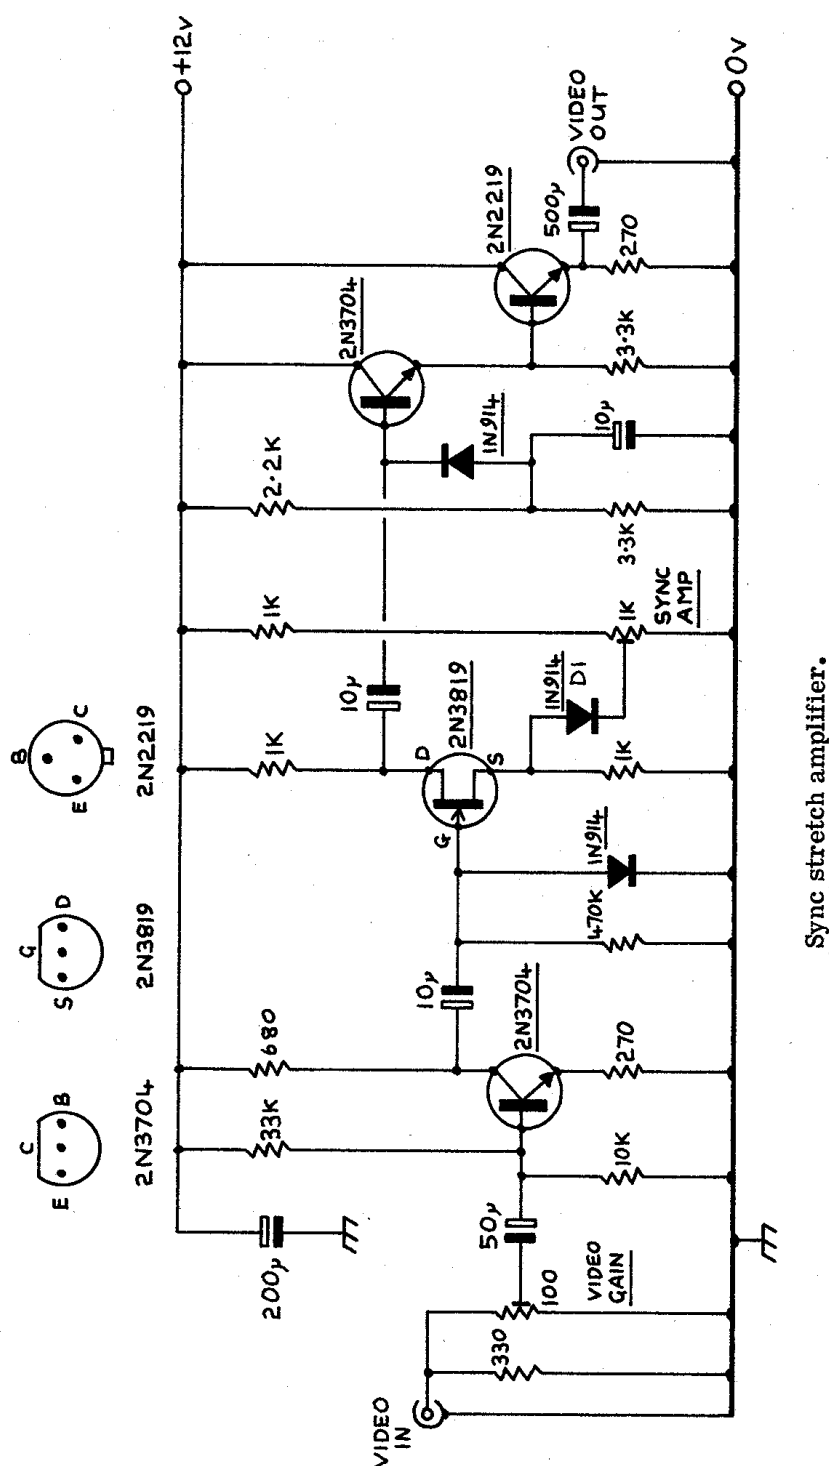 E
C
B
2N3704
S
G
D
2N3819
E
B
C
2N2219
+12v
200µ
33K
680
1K
1K
2·2K
2N3704
VIDEO
IN
330
100
VIDEO
GAIN
50µ
10K
2N3704
270
10µ
470K
1N914
G
D
S
2N3819
10µ
1K
1N914
D1
1K
SYNC
AMP
3·3K
1N914
10µ
3·3K
2N2219
500µ
270
VIDEO
OUT
0v
Sync stretch amplifier.